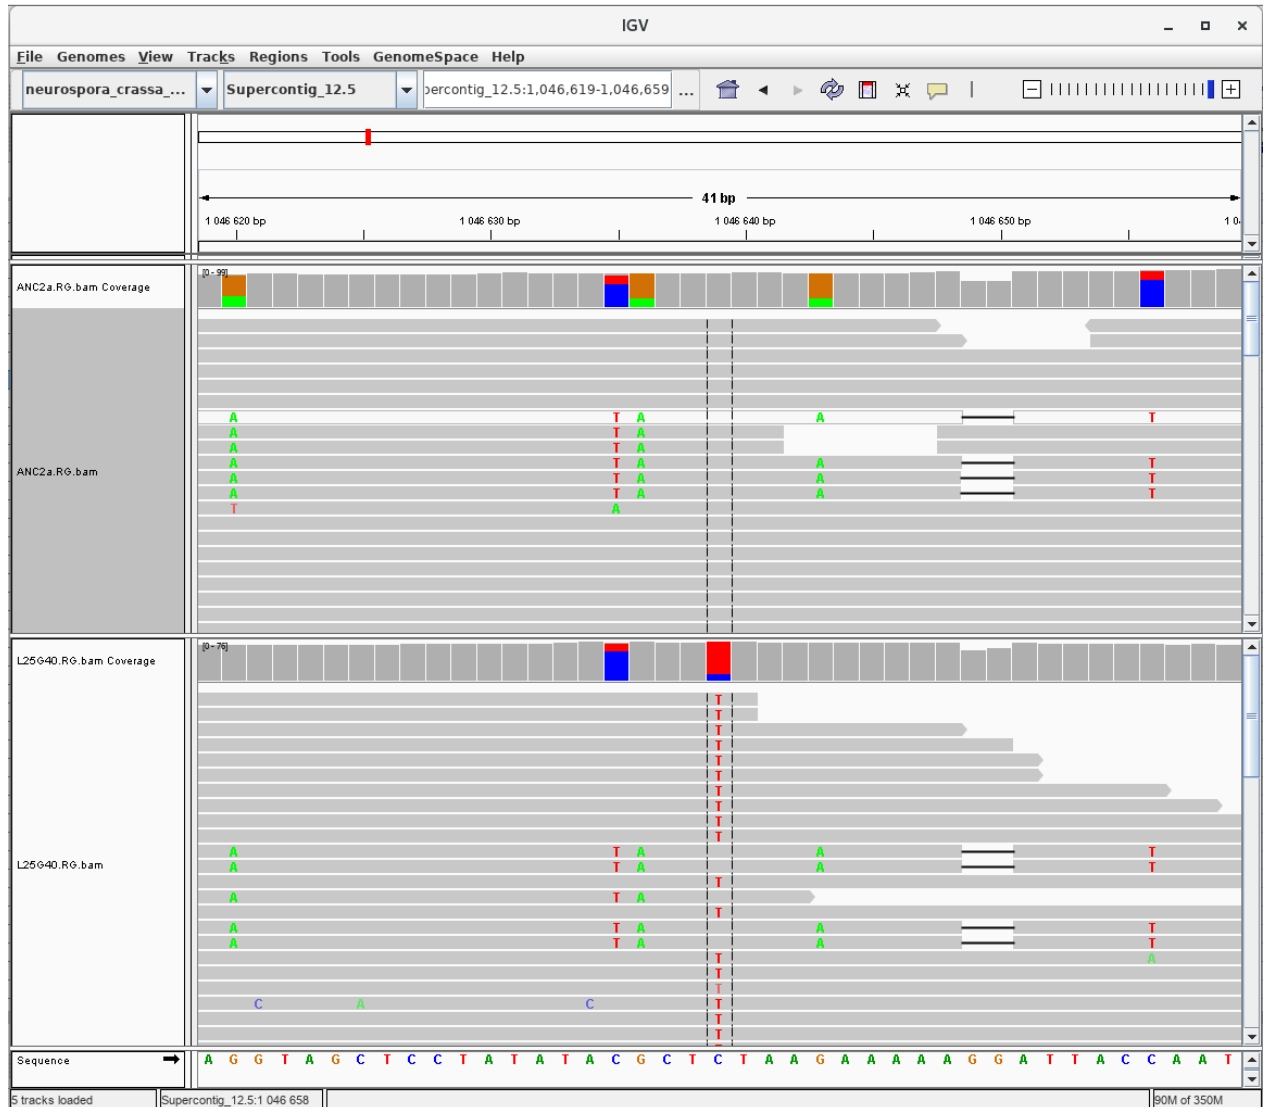 IGV
File Genomes View Tracks Regions Tools GenomeSpace Help
neurospora_crassa_... Supercontig_12.5 percontig_12.5:1,046,619-1,046,659 ...
41 bp
1 046 620 bp 1 046 630 bp 1 046 640 bp 1 046 650 bp 1 0
[0 - 99]
ANC2a.RG.bam Coverage
A T A A T
A T A
A T A
ANC2a.RG.bam A T A A T
A T A A T
A T A A T
T A
[0 - 76]
L25G40.RG.bam Coverage
T
T
T
T
T
T
T
T
T
T
A T A A T
L25G40.RG.bam A T A A T
T
A T A
T
A T A A T
A T A A T
T A
T
T
C A C T
T
T
Sequence A G G T A G C T C C T A T A T A C G C T C T A A G A A A A A G G A T T A C C A A T
5 tracks loaded Supercontig_12.5:1 046 658 90M of 350M